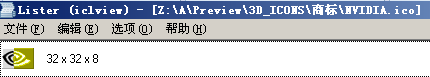 Lister (iclview) - [Z:\A\Preview\3D_ICONS\商标\NVIDIA.ico]
文件(F) 编辑(E) 选项(O) 帮助(H)
32 x 32 x 8